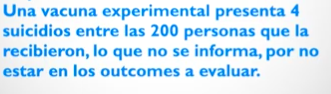 Una vacuna experimental presenta 4
suicidios entre las 200 personas que la
recibieron, lo que no se informa, por no
estar en los outcomes a evaluar.